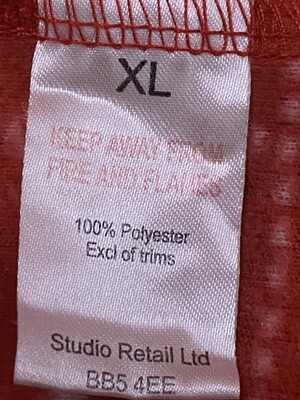 XL
KEEP AWAY FROM
FIRE AND FLAMES
100% Polyester
Excl of trims
Studio Retail Ltd
BB5 4EE